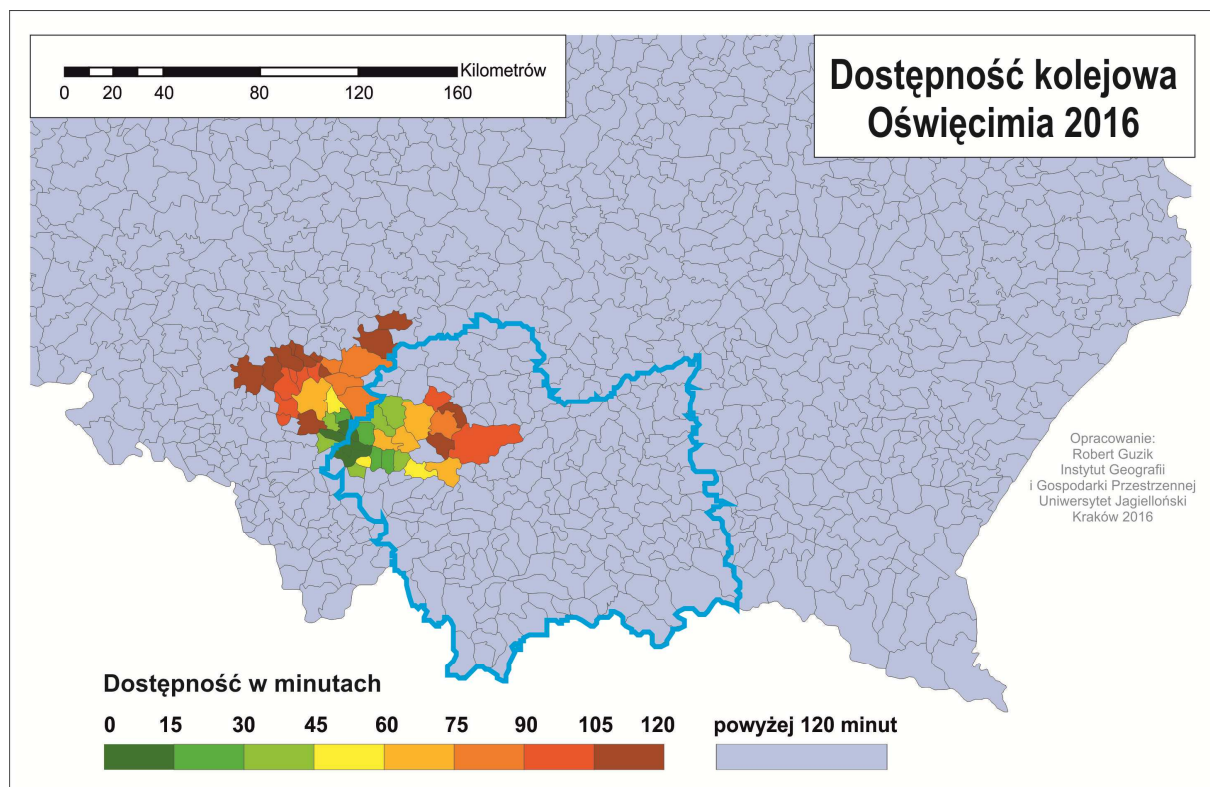 Kilometrów
0 20 40 80 120 160
Dostępność kolejowa
Oświęcimia 2016
Opracowanie:
Robert Guzik
Instytut Geografii
i Gospodarki Przestrzennej
Uniwersytet Jagielloński
Kraków 2016
Dostępność w minutach
0 15 30 45 60 75 90 105 120
powyżej 120 minut